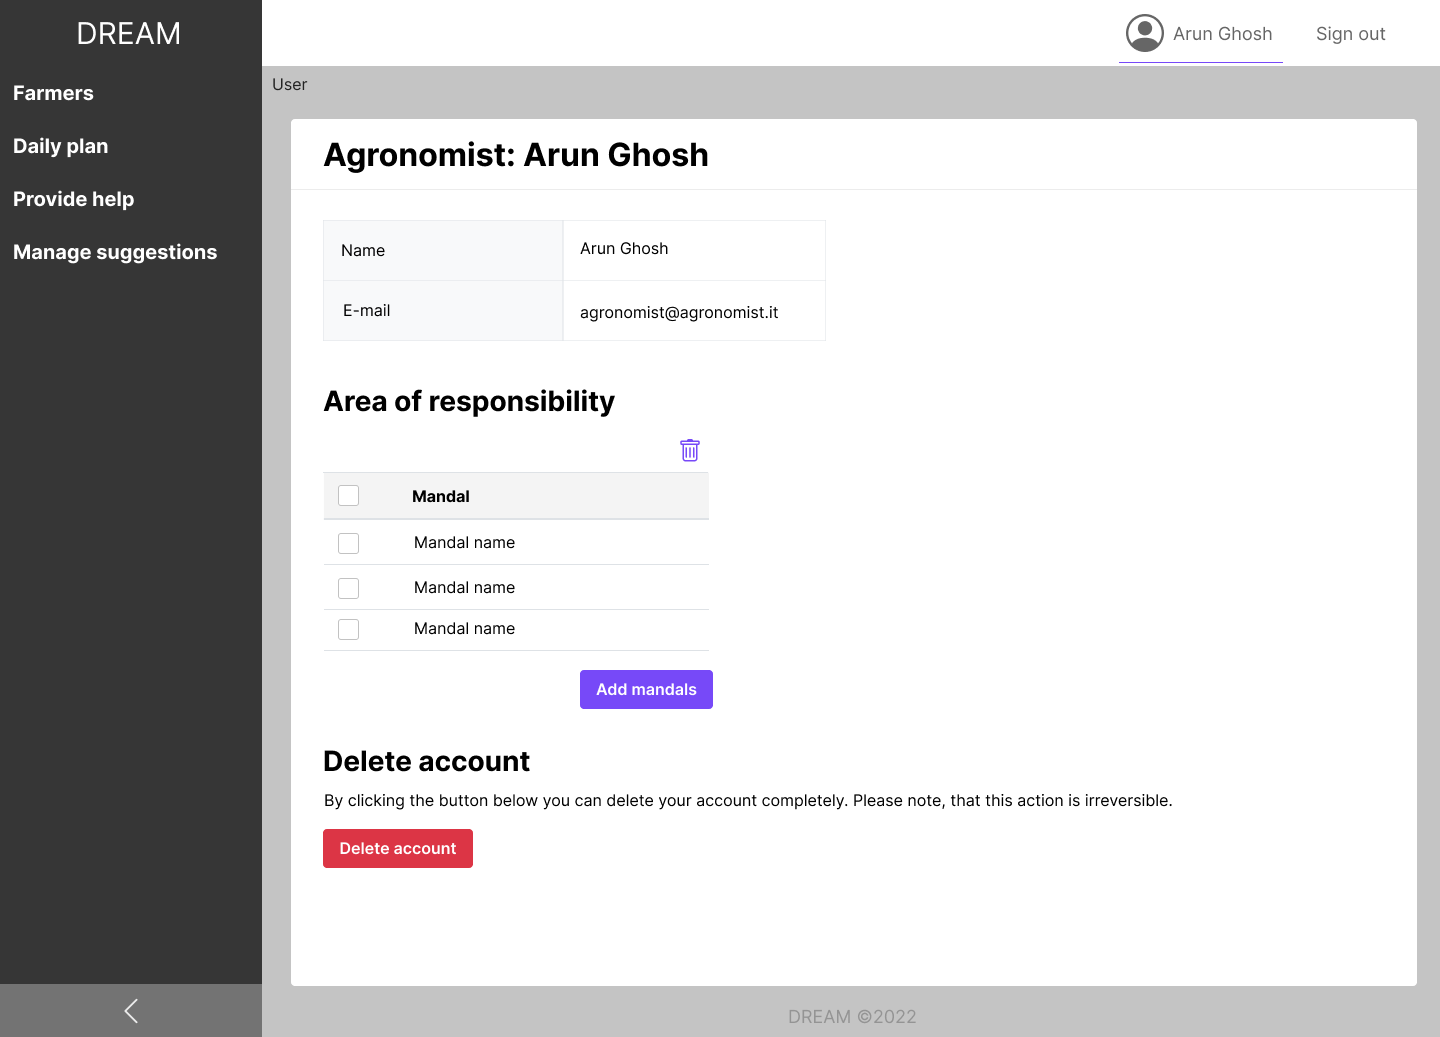 DREAM
Arun Ghosh
Sign out
Farmers
Daily plan
Provide help
Manage suggestions
User
Agronomist: Arun Ghosh
Name
Arun Ghosh
E-mail
agronomist@agronomist.it
Area of responsibility
Mandal
Mandal name
Mandal name
Mandal name
Add mandals
Delete account
By clicking the button below you can delete your account completely. Please note, that this action is irreversible.
Delete account
DREAM ©2022